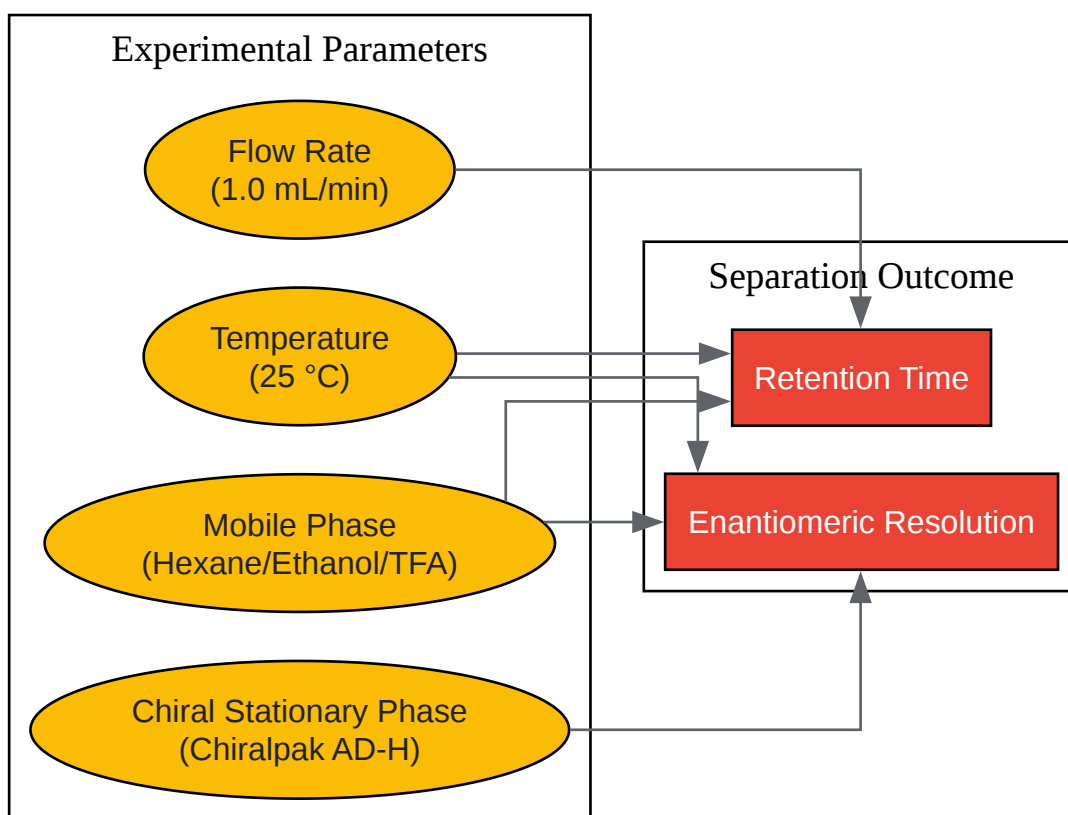 Experimental Parameters
Flow Rate
(1.0 mL/min)
Temperature
(25 °C)
Mobile Phase
(Hexane/Ethanol/TFA)
Chiral Stationary Phase
(Chiralpak AD-H)
Separation Outcome
Retention Time
Enantiomeric Resolution